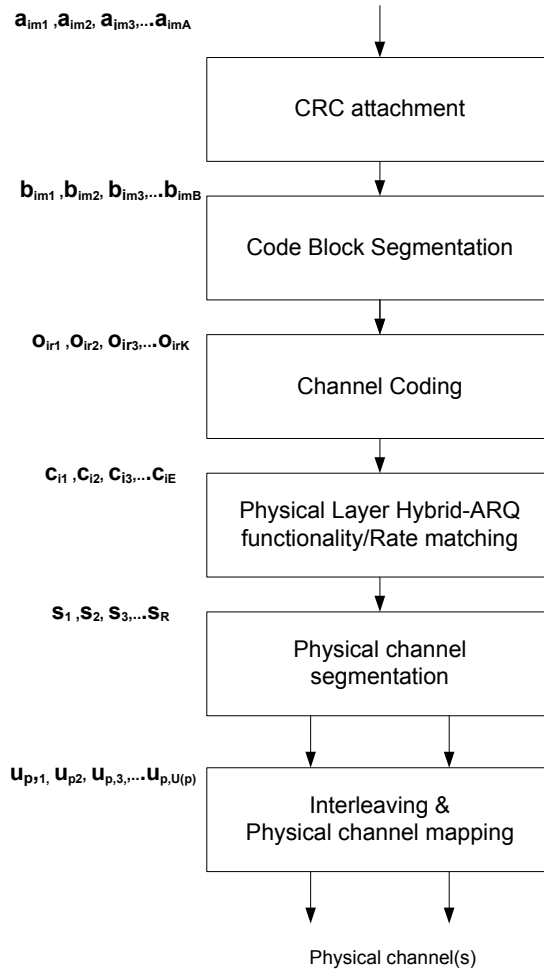 a_im1 ,a_im2, a_im3,...a_imA
CRC attachment
b_im1 ,b_im2, b_im3,...b_imB
Code Block Segmentation
o_ir1 ,o_ir2, o_ir3,...o_irK
Channel Coding
c_i1 ,c_i2, c_i3,...c_iE
Physical Layer Hybrid-ARQ
functionality/Rate matching
s_1 ,s_2, s_3,...s_R
Physical channel
segmentation
u_p,1, u_p2, u_p,3,,...u_p,U(p)
Interleaving &
Physical channel mapping
Physical channel(s)